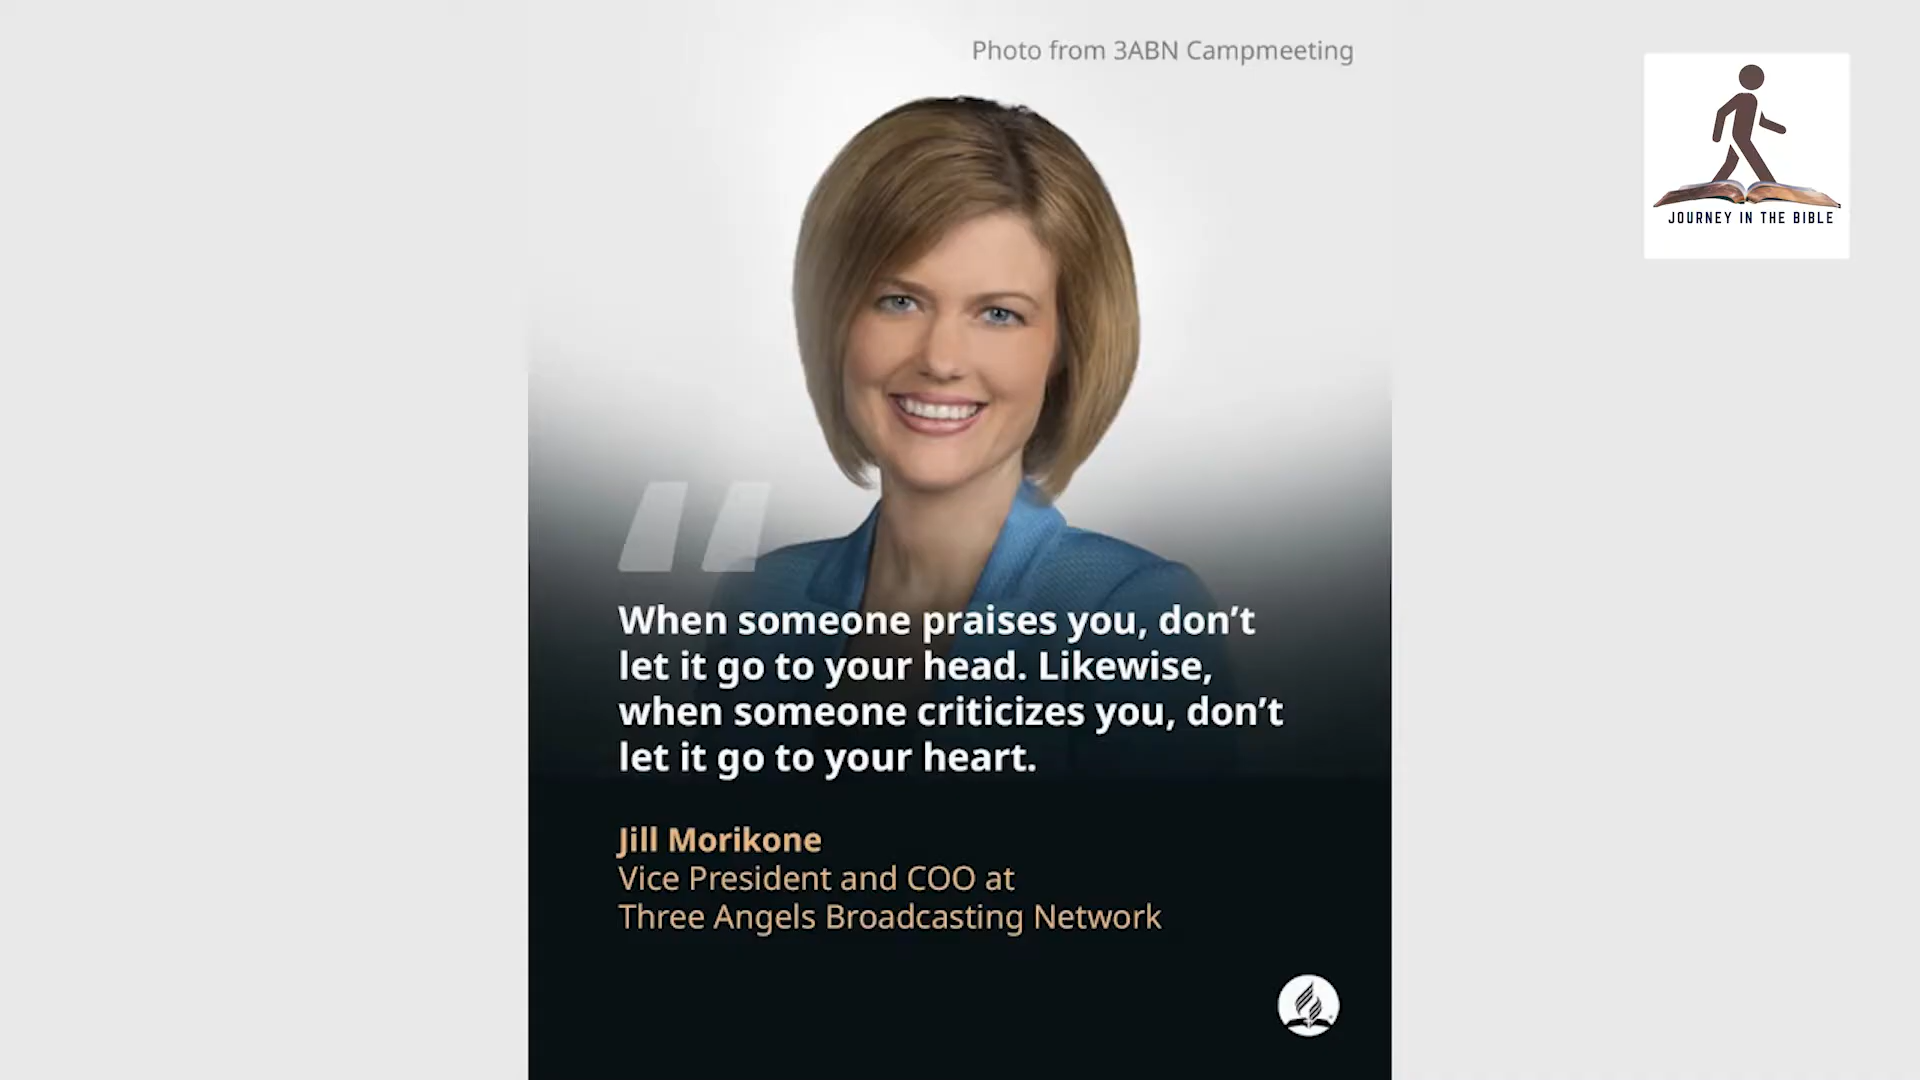 Photo from 3ABN Campmeeting
JOURNEY IN THE BIBLE
When someone praises you, don’t
let it go to your head. Likewise,
when someone criticizes you, don’t
let it go to your heart.
Jill Morikone
Vice President and COO at
Three Angels Broadcasting Network